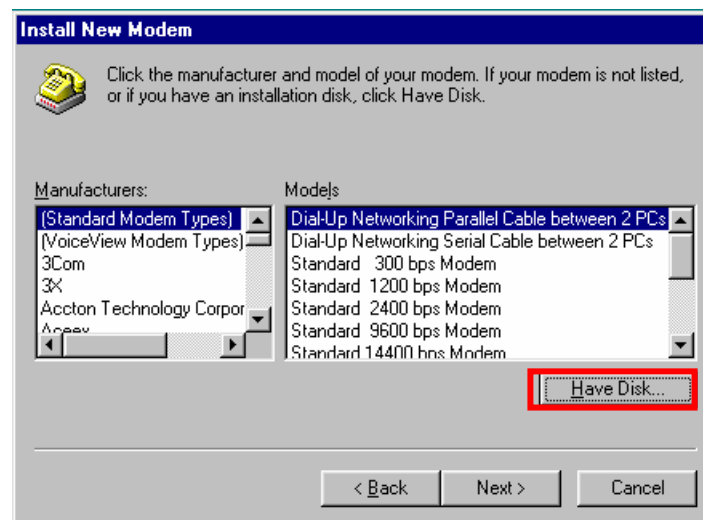 Install New Modem
Click the manufacturer and model of your modem. If your modem is not listed,
or if you have an installation disk, click Have Disk.
Manufacturers:
(Standard Modem Types)
(VoiceView Modem Types)
3Com
3X
Accton Technology Corpor
Aceex
Models
Dial-Up Networking Parallel Cable between 2 PCs
Dial-Up Networking Serial Cable between 2 PCs
Standard   300 bps Modem
Standard  1200 bps Modem
Standard  2400 bps Modem
Standard  9600 bps Modem
Standard 14400 bps Modem
Have Disk...
< Back
Next >
Cancel